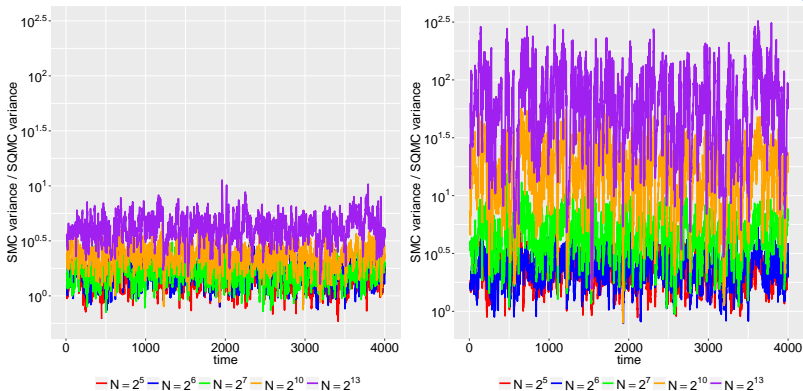 SMC variance / SQMC variance
10^2.5
10^2
10^1.5
10^1
10^0.5
10^0
0 1000 2000 3000 4000
time
N = 2^5 N = 2^6 N = 2^7 N = 2^10 N = 2^13
SMC variance / SQMC variance
10^2.5
10^2
10^1.5
10^1
10^0.5
10^0
0 1000 2000 3000 4000
time
N = 2^5 N = 2^6 N = 2^7 N = 2^10 N = 2^13